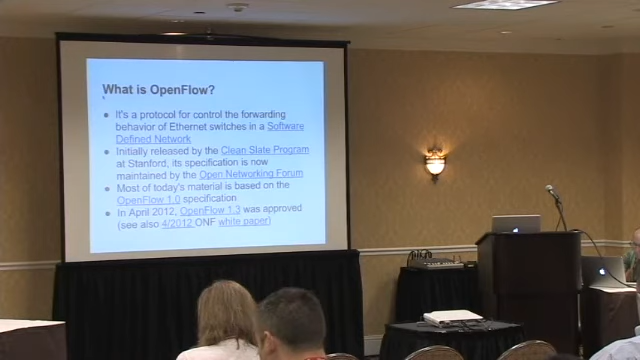 What is OpenFlow?
● It's a protocol for control the forwarding
behavior of Ethernet switches in a Software
Defined Network
● Initially released by the Clean Slate Program
at Stanford, its specification is now
maintained by the Open Networking Forum
● Most of today's material is based on the
OpenFlow 1.0 specification
● In April 2012, OpenFlow 1.3 was approved
(see also 4/2012 ONF white paper)